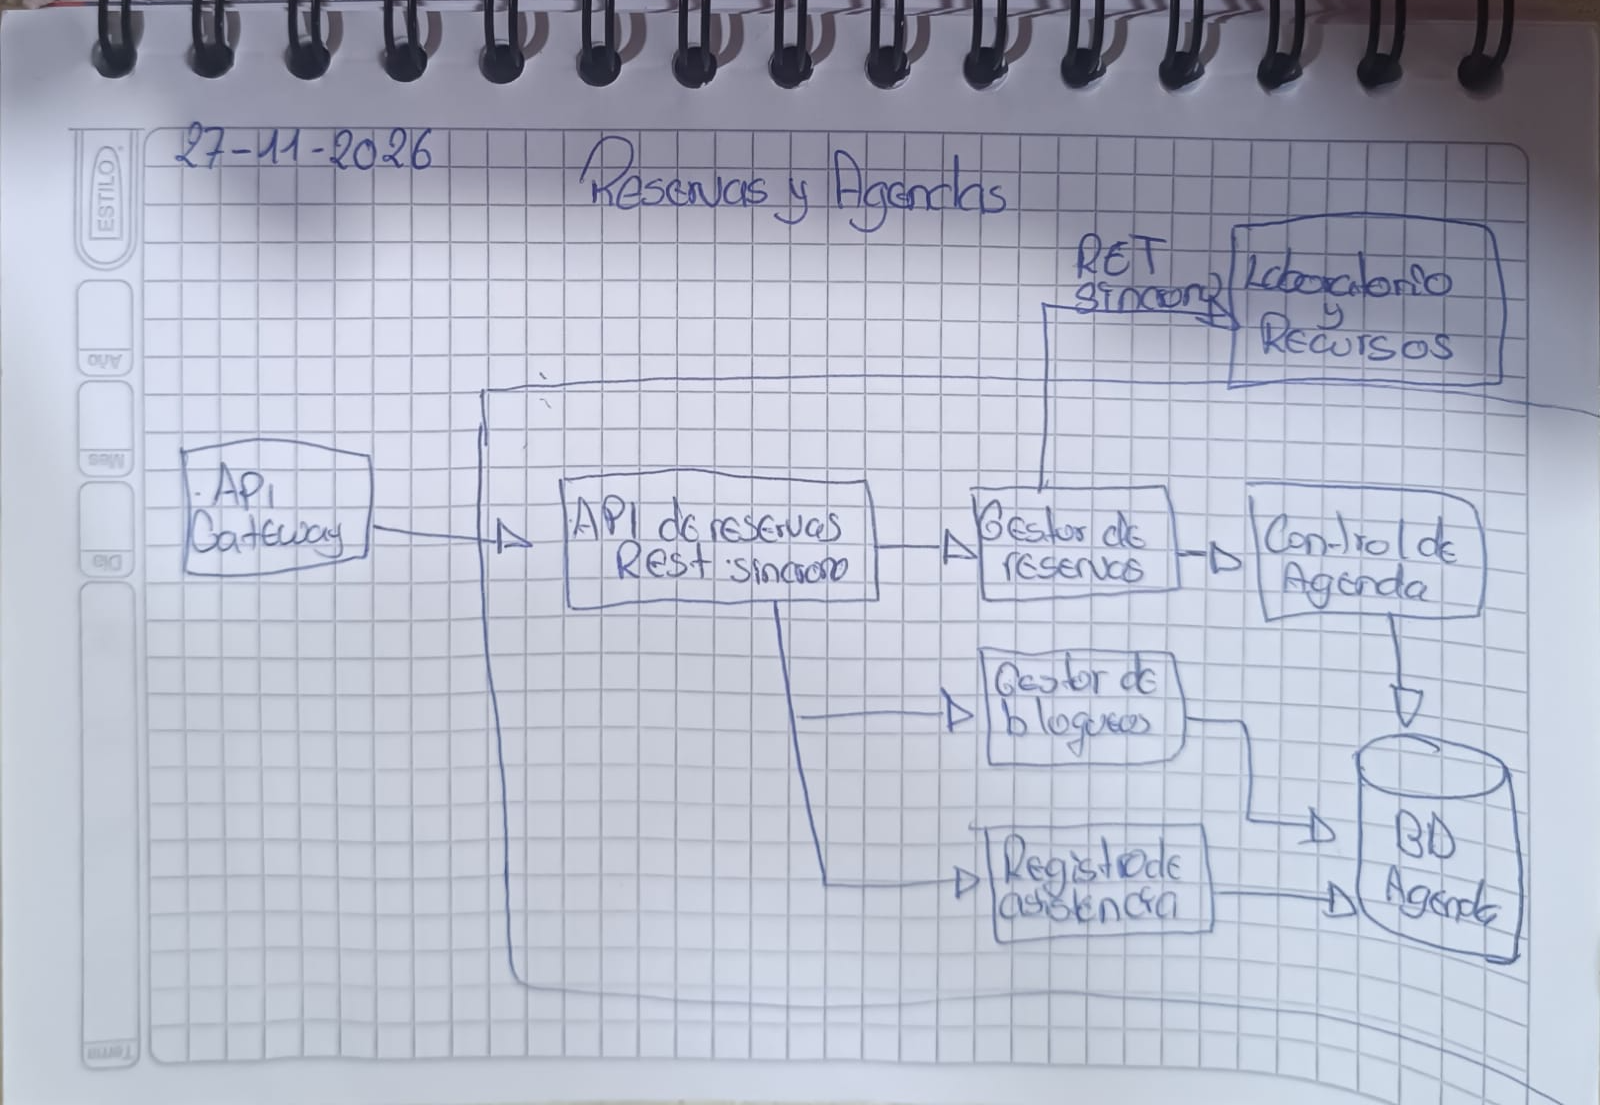 27-11-2026
Reservas y Agendas
RET
sincrono
Laboratorio
y
Recursos
API
Gateway
API de reservas
Rest sincrono
Gestor de
reservas
Control de
Agenda
Gestor de
bloqueos
Registro de
asistencia
BD
Agenda
ESTILO
Año
Mes
Día
Tema